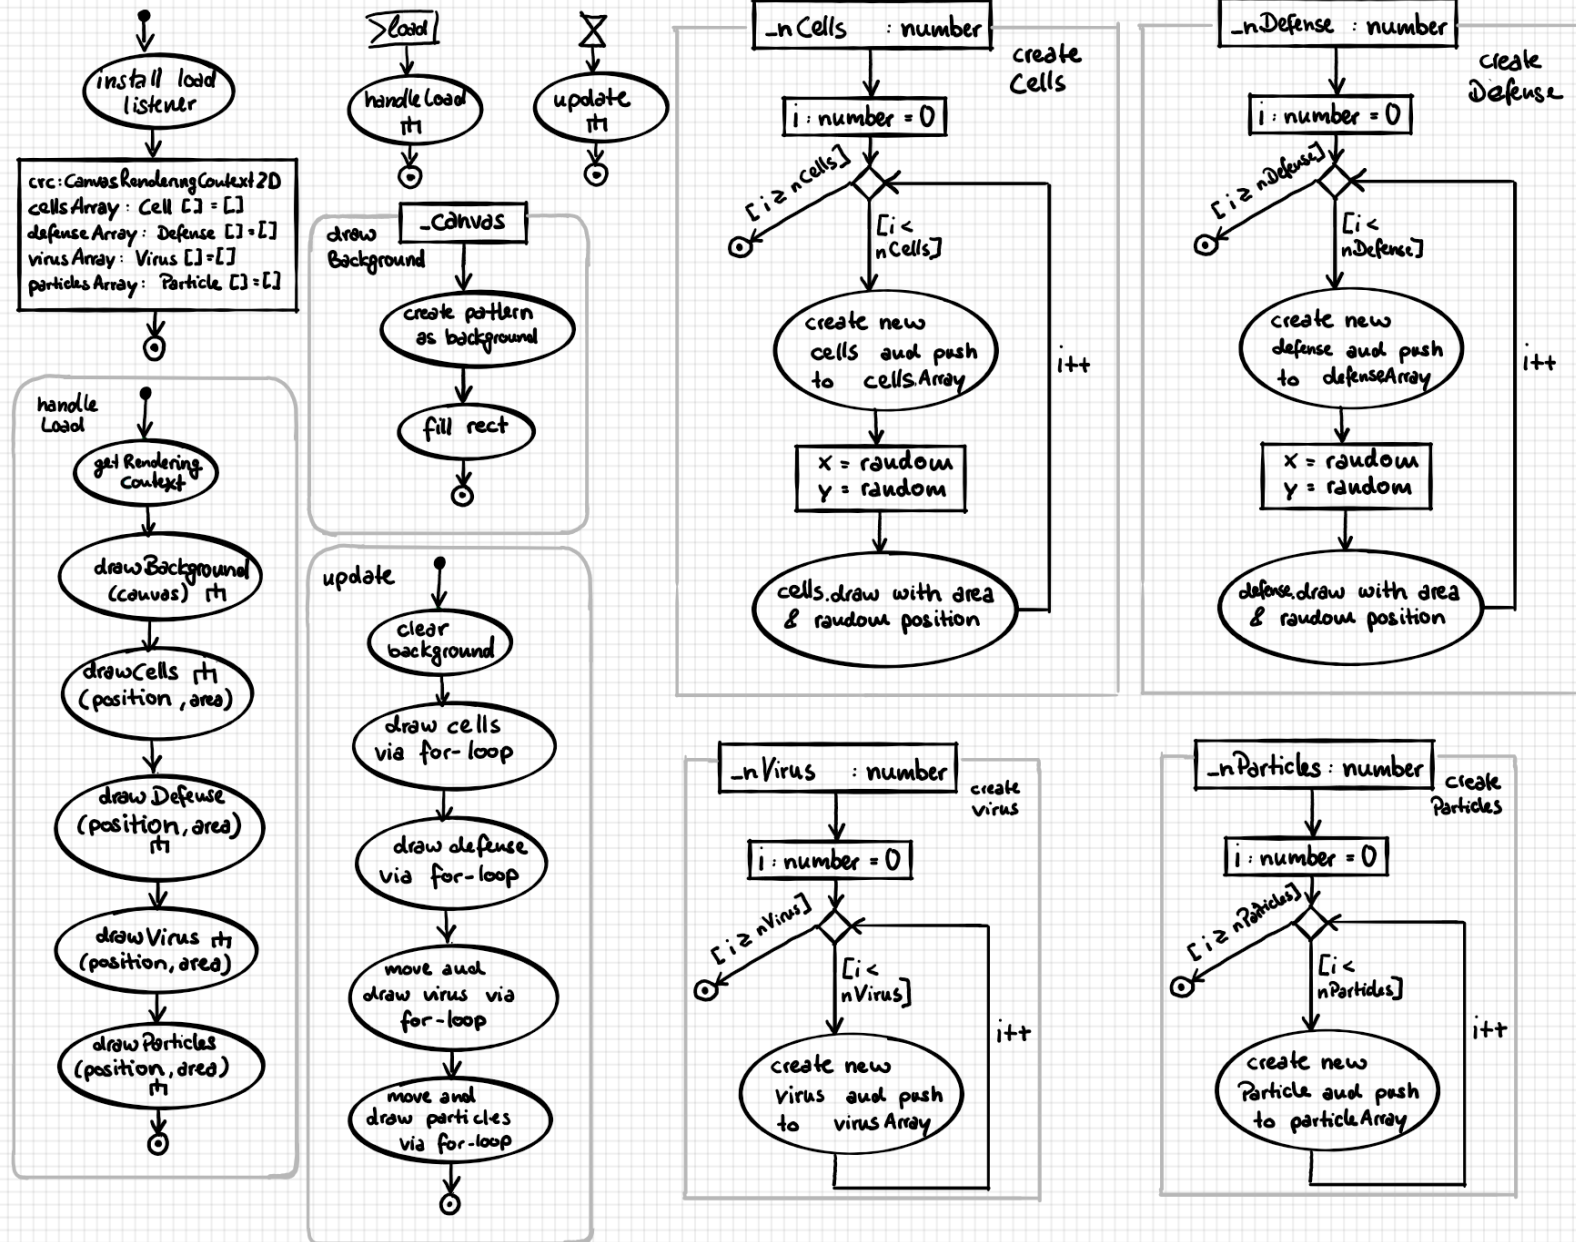 install load
listener
crc:CanvasRenderingContext2D
cellsArray: Cell []=[]
defenseArray: Defense []=[]
virusArray: Virus []=[]
particlesArray: Particle []=[]
load
handleLoad
update
handle
Load
getRendering
Context
drawBackground
(canvas)
drawCells
(position, area)
drawDefense
(position, area)
drawVirus
(position, area)
drawParticles
(position, area)
_canvas
draw
Background
create pattern
as background
fill rect
update
clear
background
draw cells
via for-loop
draw defense
via for-loop
move and
draw virus via
for-loop
move and
draw particles
via for-loop
_nCells : number
create
Cells
i: number = 0
[i ≥ nCells]
[i <
nCells]
create new
cells and push
to cells.Array
i++
x = random
y = random
cells.draw with area
& random position
_nDefense : number
create
Defense
i: number = 0
[i ≥ nDefense]
[i <
nDefense]
create new
defense and push
to defenseArray
i++
x = random
y = random
defense.draw with area
& random position
_nVirus : number
create
virus
i: number = 0
[i ≥ nVirus]
[i <
nVirus]
create new
virus and push
to virusArray
i++
_nParticles: number
create
Particles
i: number = 0
[i ≥ nParticles]
[i <
nParticles]
create new
Particle and push
to particleArray
i++